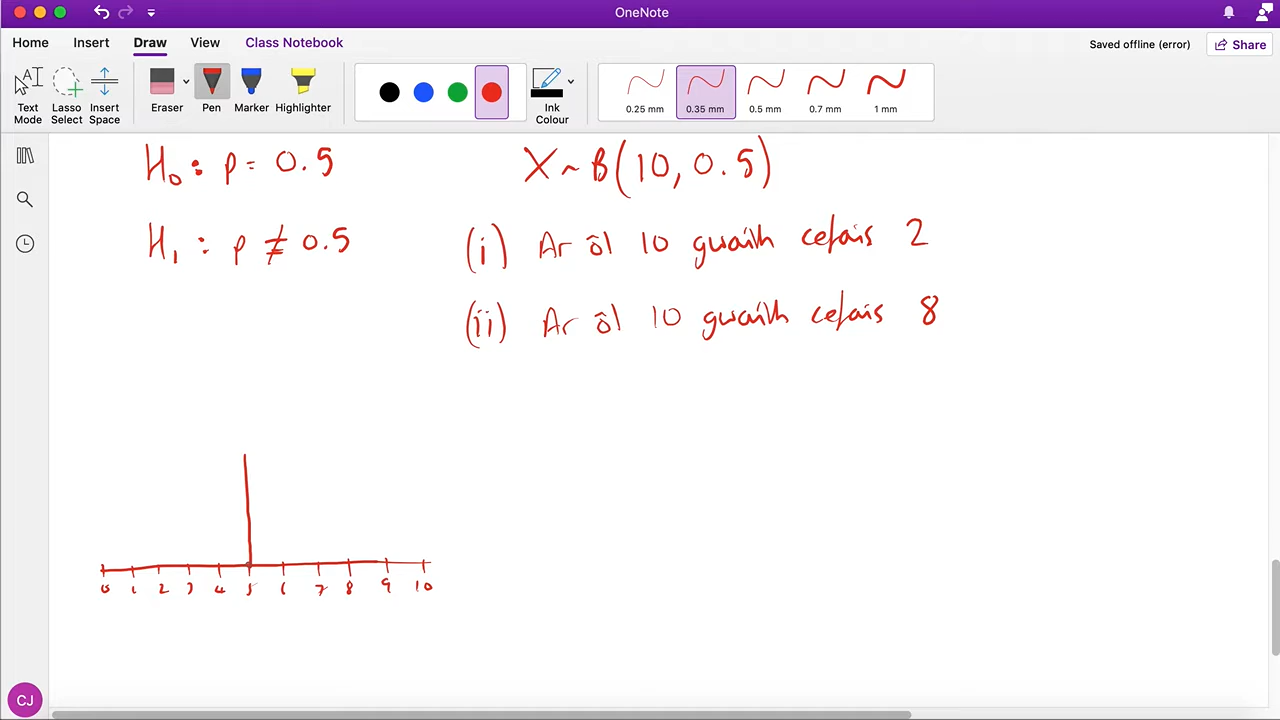 OneNote
Home Insert Draw View Class Notebook
Saved offline (error) Share
Text Mode
Lasso Select
Insert Space
Eraser
Pen
Marker
Highlighter
Ink Colour
0.25 mm 0.35 mm 0.5 mm 0.7 mm 1 mm
H₀ : p = 0.5
X ~ B(10, 0.5)
H₁ : p ≠ 0.5
(i) Ar ôl 10 gwaith cefais 2
(ii) Ar ôl 10 gwaith cefais 8
0 1 2 3 4 5 6 7 8 9 10
CJ